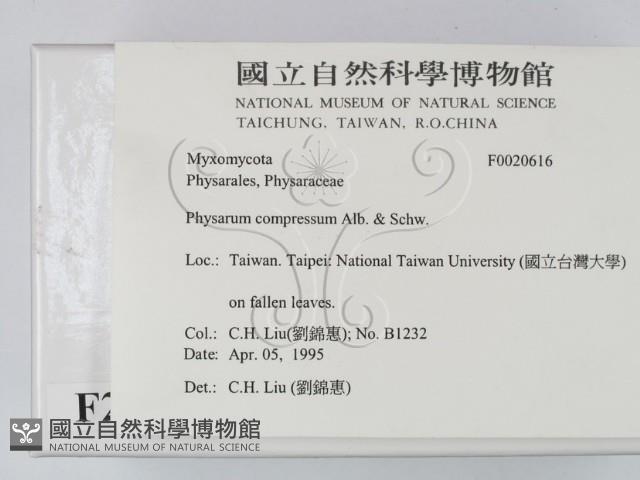 國立自然科學博物館
NATIONAL MUSEUM OF NATURAL SCIENCE
TAICHUNG, TAIWAN, R.O.CHINA
Myxomycota F0020616
Physarales, Physaraceae
Physarum compressum Alb. & Schw.
Loc.: Taiwan. Taipei: National Taiwan University (國立台灣大學)
on fallen leaves.
Col.: C.H. Liu(劉錦惠); No. B1232
Date: Apr. 05, 1995
Det.: C.H. Liu (劉錦惠)
國立自然科學博物館
NATIONAL MUSEUM OF NATURAL SCIENCE